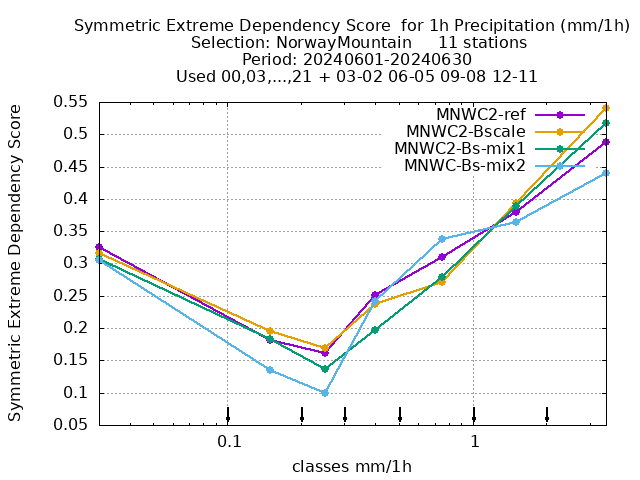 Symmetric Extreme Dependency Score  for 1h Precipitation (mm/1h)
Selection: NorwayMountain     11 stations
Period: 20240601-20240630
Used 00,03,...,21 + 03-02 06-05 09-08 12-11
Symmetric Extreme Dependency Score
0.55
0.5
0.45
0.4
0.35
0.3
0.25
0.2
0.15
0.1
0.05
MNWC2-ref
MNWC2-Bscale
MNWC2-Bs-mix1
MNWC-Bs-mix2
0.1
1
classes mm/1h